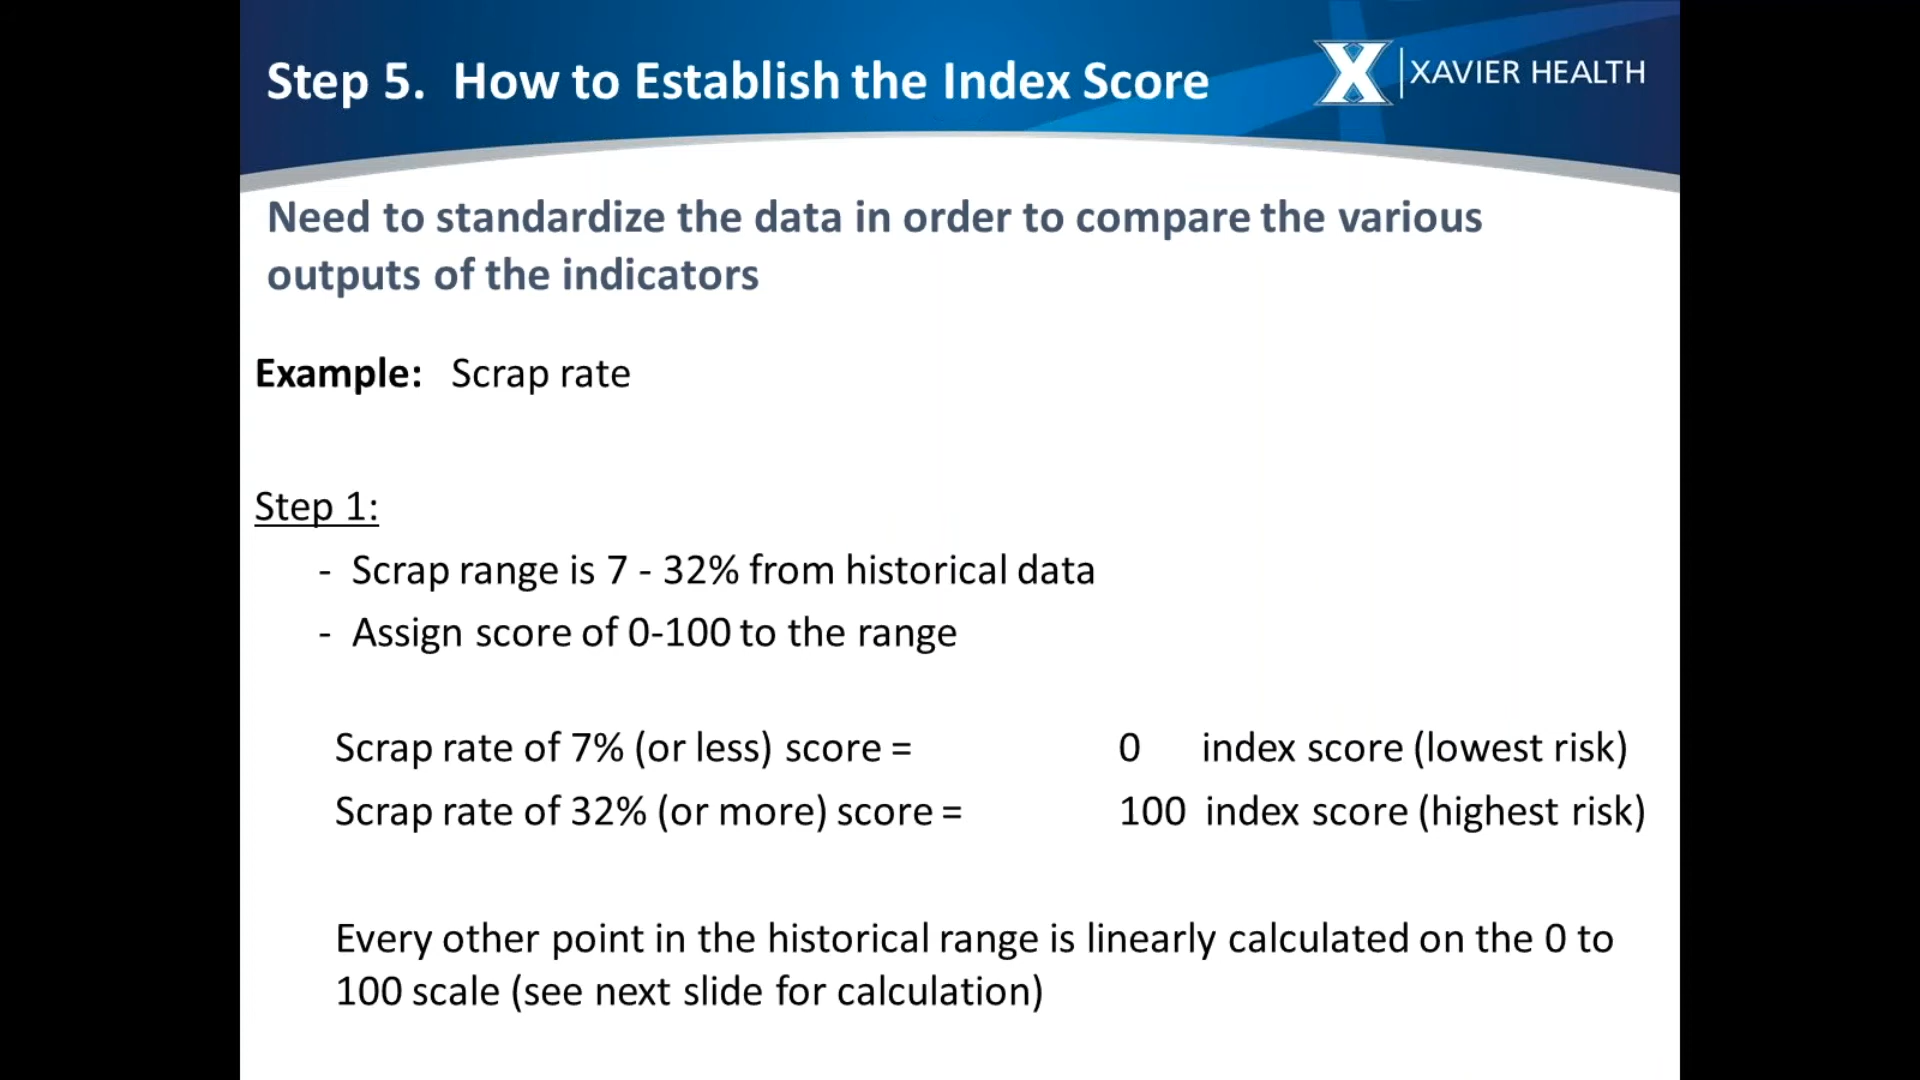 Step 5. How to Establish the Index Score
XAVIER HEALTH
Need to standardize the data in order to compare the various
outputs of the indicators
Example: Scrap rate
Step 1:
- Scrap range is 7 - 32% from historical data
- Assign score of 0-100 to the range
Scrap rate of 7% (or less) score = 0 index score (lowest risk)
Scrap rate of 32% (or more) score = 100 index score (highest risk)
Every other point in the historical range is linearly calculated on the 0 to
100 scale (see next slide for calculation)